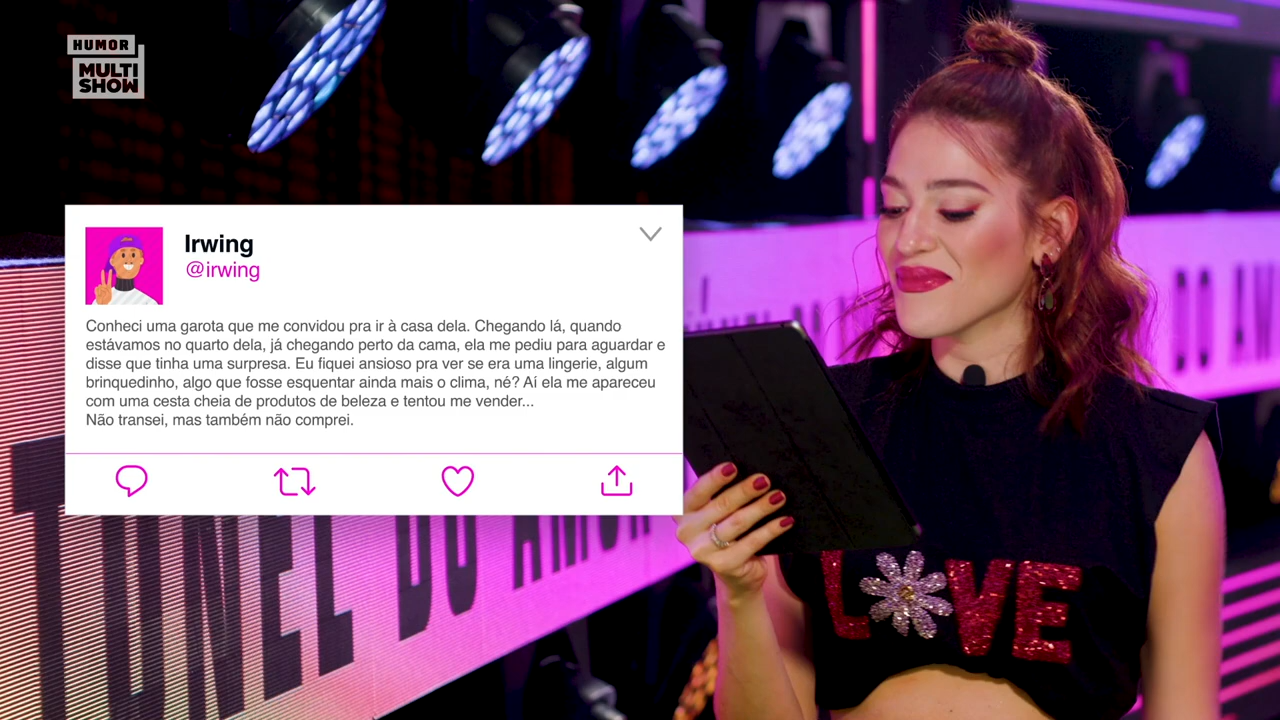 HUMOR
MULTI
SHOW
Irwing
@irwing
Conheci uma garota que me convidou pra ir à casa dela. Chegando lá, quando
estávamos no quarto dela, já chegando perto da cama, ela me pediu para aguardar e
disse que tinha uma surpresa. Eu fiquei ansioso pra ver se era uma lingerie, algum
brinquedinho, algo que fosse esquentar ainda mais o clima, né? Aí ela me apareceu
com uma cesta cheia de produtos de beleza e tentou me vender...
Não transei, mas também não comprei.
TÚNEL DO AMOR
DO AM
LOVE